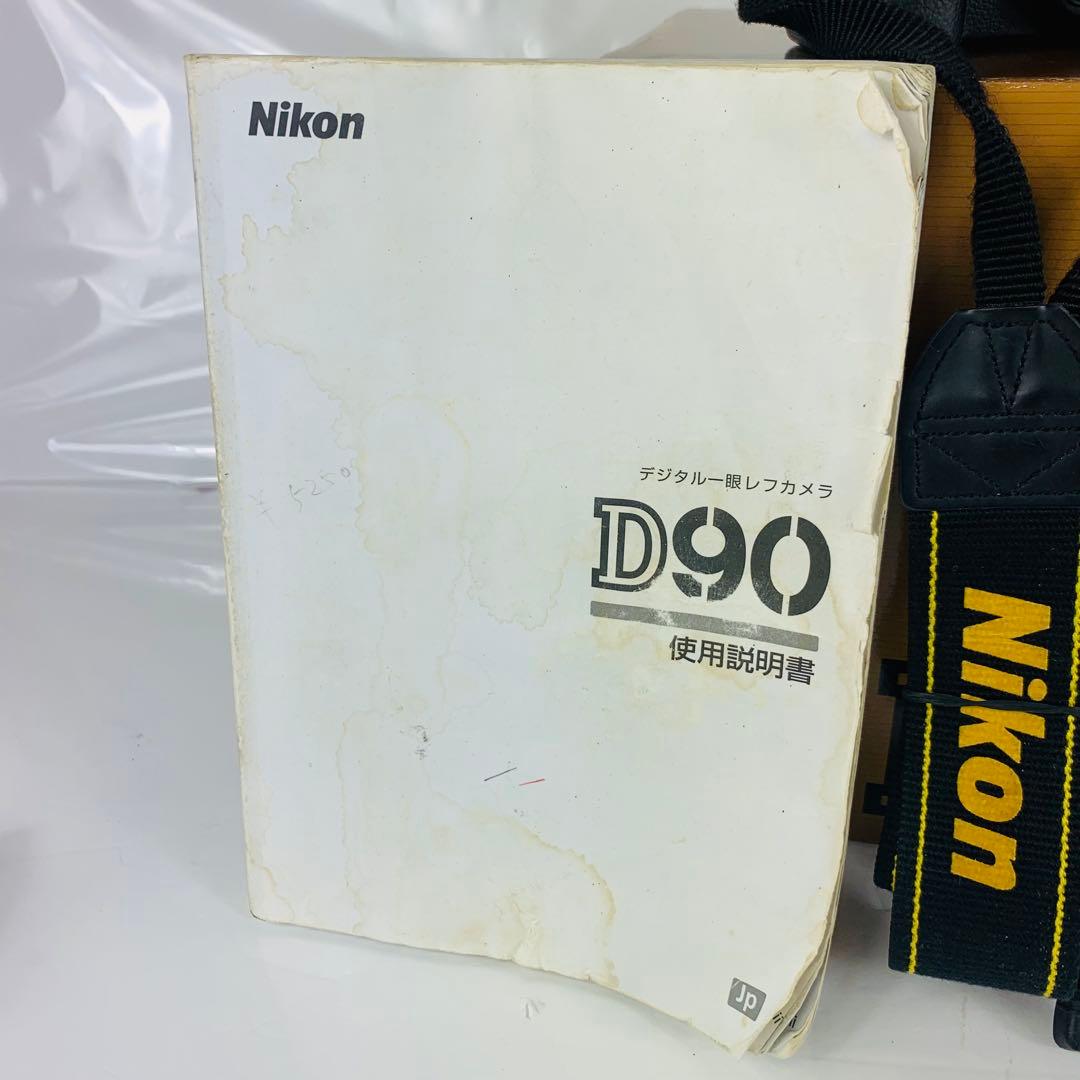 Nikon
¥5250
デジタル一眼レフカメラ
D90
使用説明書
Jp
Nikon